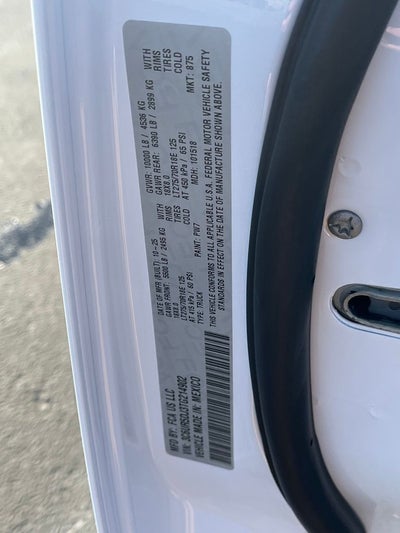 MFD. BY: FCA US LLC
DATE OF MFR (BUILT): 10-25 GVWR: 10000 LB / 4536 KG
GAWR FRONT: 5500 LB / 2495 KG WITH GAWR REAR: 6390 LB / 2899 KG WITH
18X8.0 RIMS 18X8.0 RIMS
LT275/70R18E 125 TIRES LT275/70R18E 125 TIRES
AT 415 kPa / 60 PSI COLD AT 450 kPa / 65 PSI COLD
VIN: 3C6UR5DJ3TG214902 TYPE: TRUCK PAINT: PW7 MDH: 101518 MKT: 875
VEHICLE MADE IN: MEXICO
THIS VEHICLE CONFORMS TO ALL APPLICABLE U.S.A. FEDERAL MOTOR VEHICLE SAFETY
STANDARDS IN EFFECT ON THE DATE OF MANUFACTURE SHOWN ABOVE.